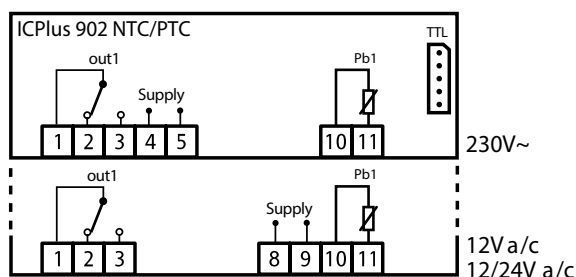 ICPlus 902 NTC/PTC
TTL
out1
Pb1
Supply
1 2 3 4 5
10 11
230V~
out1
Pb1
Supply
1 2 3
8 9 10 11
12V a/c
12/24V a/c